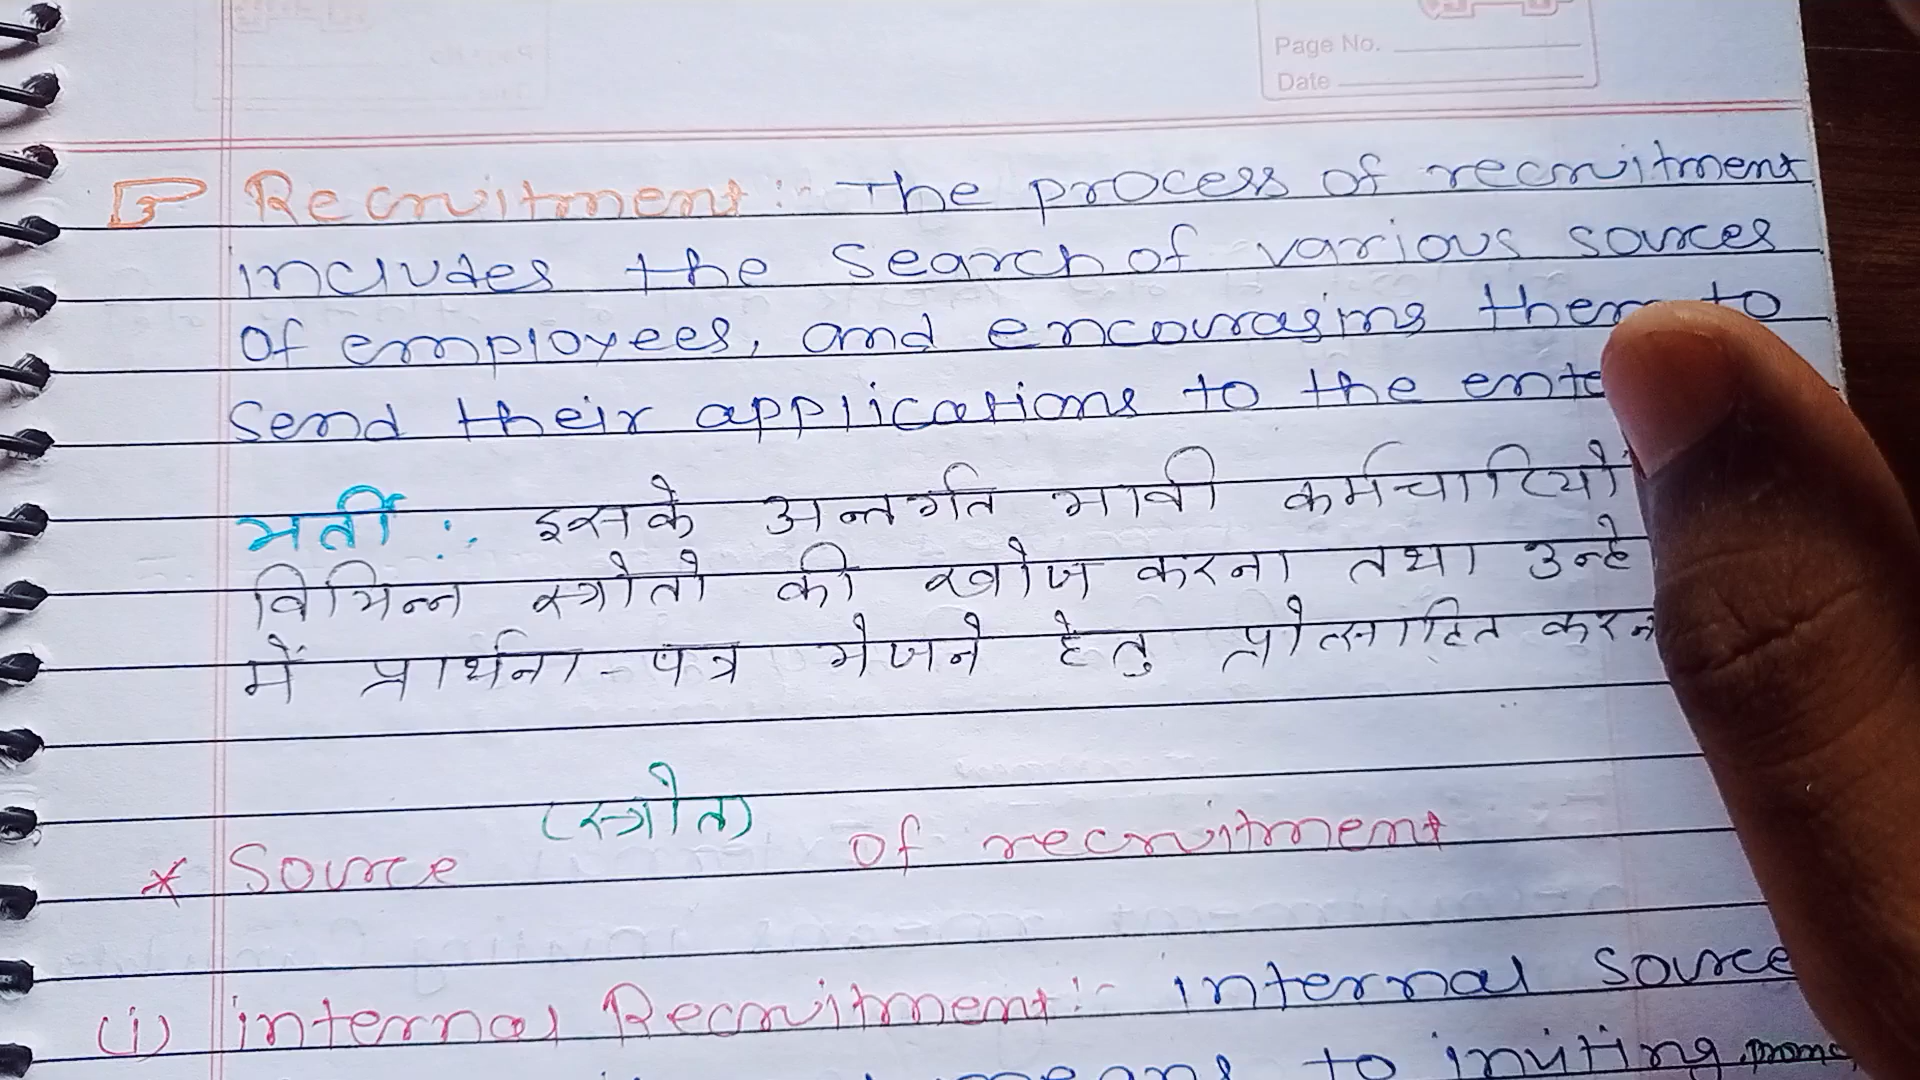 Page No.
Date
Recruitment :- The process of recruitment
includes the search of various sources
of employees, and encouraging them to
send their applications to the
भर्ती :- इसके अन्तर्गत भावी कर्मचारियों
विभिन्न स्त्रोतो की खोज करना तथा उन्हे
में प्रार्थना-पत्र भेजने हेतु प्रोत्साहित
(स्त्रोत)
* Source of recruitment
(i) internal Recruitment :- internal source
means to inviting